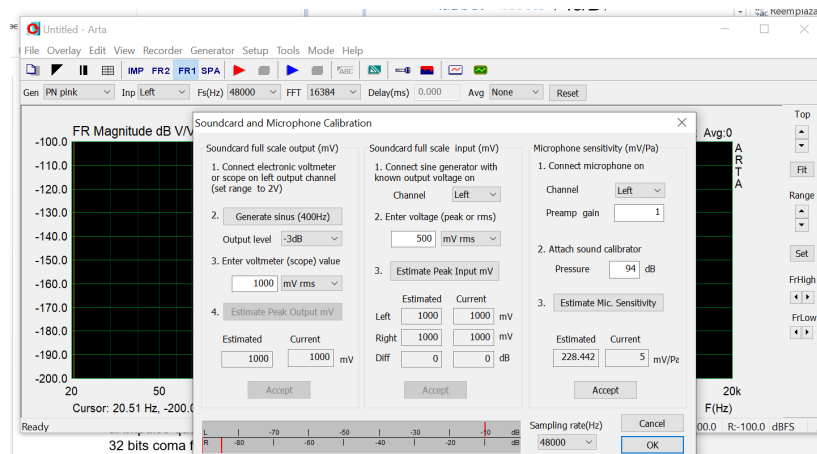 Reemplaza
Untitled - Arta
File Overlay Edit View Recorder Generator Setup Tools Mode Help
IMP FR2 FR1 SPA ABC
Gen PN pink Inp Left Fs(Hz) 48000 FFT 16384 Delay(ms) 0.000 Avg None Reset
FR Magnitude dB V/V
Avg:0
A
R
T
A
-100.0
-110.0
-120.0
-130.0
-140.0
-150.0
-160.0
-170.0
-180.0
-190.0
-200.0
20 50 20k
Cursor: 20.51 Hz, -200.0
F(Hz)
Top
Fit
Range
Set
FrHigh
FrLow
Soundcard and Microphone Calibration
Soundcard full scale output (mV)
1. Connect electronic voltmeter
or scope on left output channel
(set range to 2V)
2. Generate sinus (400Hz)
Output level -3dB
3. Enter voltmeter (scope) value
1000 mV rms
4. Estimate Peak Output mV
Estimated Current
1000 1000 mV
Accept
Soundcard full scale input (mV)
1. Connect sine generator with
known output voltage on
Channel Left
2. Enter voltage (peak or rms)
500 mV rms
3. Estimate Peak Input mV
Estimated Current
Left 1000 1000 mV
Right 1000 1000 mV
Diff 0 0 dB
Accept
Microphone sensitivity (mV/Pa)
1. Connect microphone on
Channel Left
Preamp gain 1
2. Attach sound calibrator
Pressure 94 dB
3. Estimate Mic. Sensitivity
Estimated Current
228.442 5 mV/Pa
Accept
L -70 -50 -30 -10 dB
R -80 -60 -40 -20 dB
Sampling rate(Hz)
48000
Cancel
OK
Ready
00.0 R:-100.0 dBFS
32 bits coma f